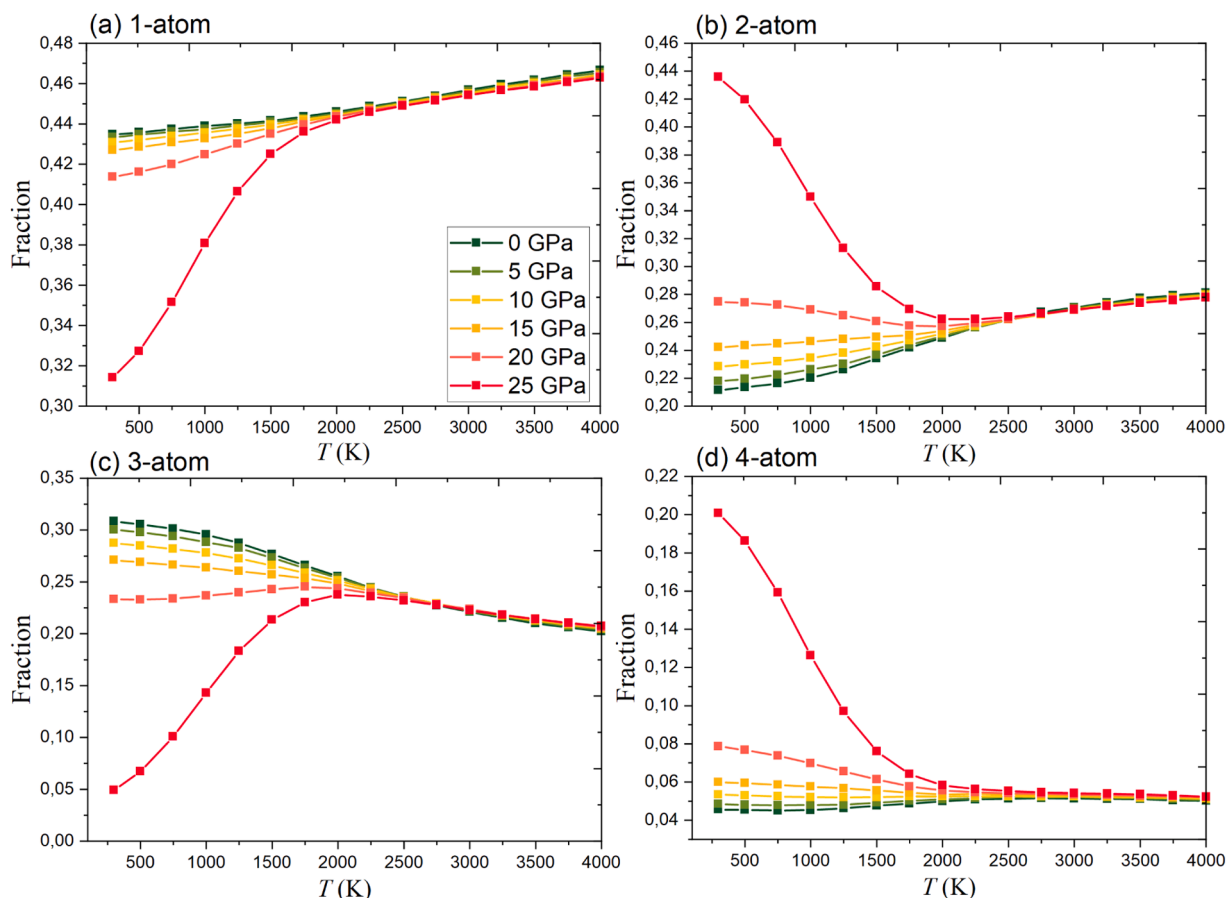 (a) 1-atom
0,48
0,46
0,44
0,42
0,40
0,38
0,36
0,34
0,32
0,30
Fraction
500 1000 1500 2000 2500 3000 3500 4000
T (K)
0 GPa
5 GPa
10 GPa
15 GPa
20 GPa
25 GPa
(b) 2-atom
0,46
0,44
0,42
0,40
0,38
0,36
0,34
0,32
0,30
0,28
0,26
0,24
0,22
0,20
Fraction
500 1000 1500 2000 2500 3000 3500 4000
T (K)
(c) 3-atom
0,35
0,30
0,25
0,20
0,15
0,10
0,05
0,00
Fraction
500 1000 1500 2000 2500 3000 3500 4000
T (K)
(d) 4-atom
0,22
0,20
0,18
0,16
0,14
0,12
0,10
0,08
0,06
0,04
Fraction
500 1000 1500 2000 2500 3000 3500 4000
T (K)